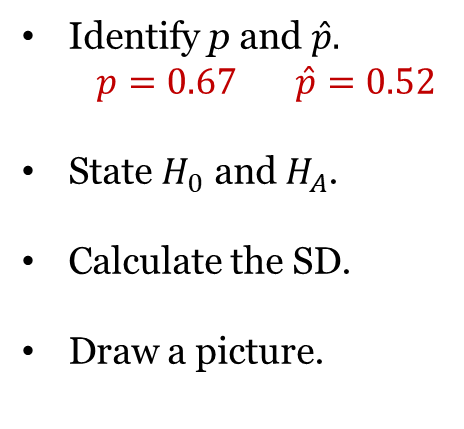 • Identify p and p̂.
p = 0.67 p̂ = 0.52
• State H₀ and H_A.
• Calculate the SD.
• Draw a picture.